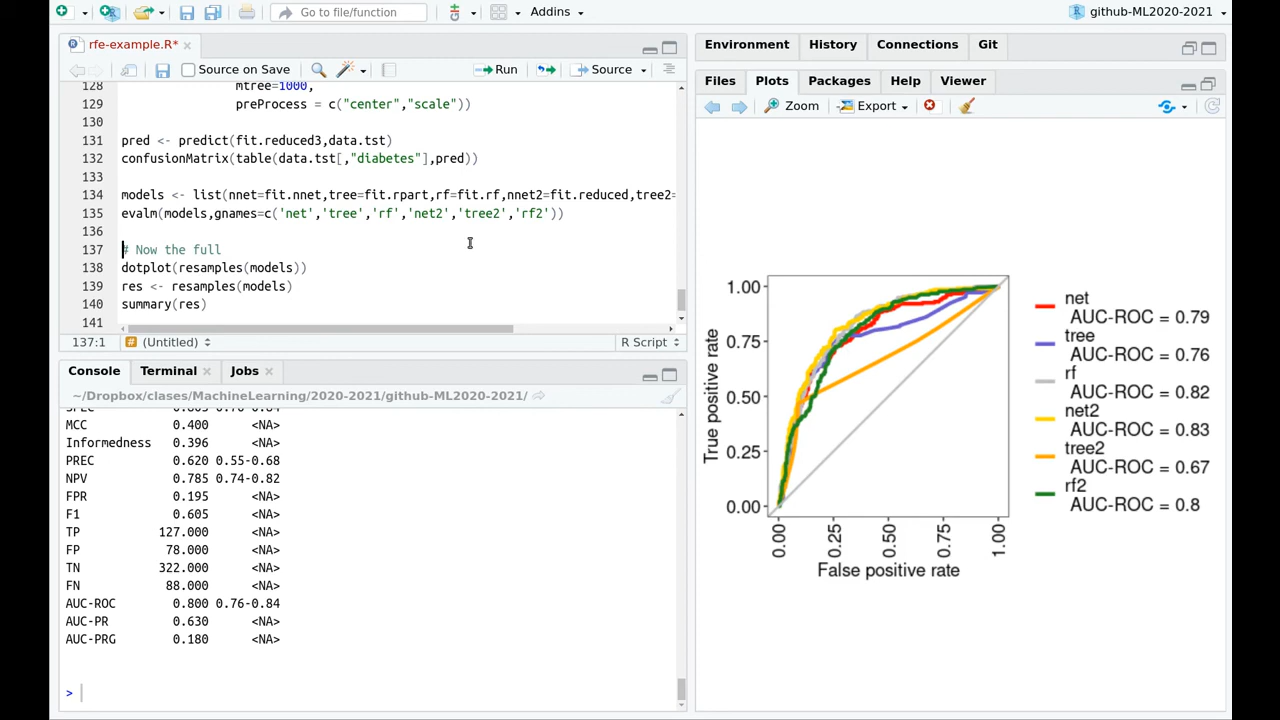 Go to file/function
Addins
github-ML2020-2021
rfe-example.R*
Source on Save
Run
Source
128 mtree=1000,
129 preProcess = c("center","scale"))
130
131 pred <- predict(fit.reduced3,data.tst)
132 confusionMatrix(table(data.tst[,"diabetes"],pred))
133
134 models <- list(nnet=fit.nnet,tree=fit.rpart,rf=fit.rf,nnet2=fit.reduced,tree2=
135 evalm(models,gnames=c('net','tree','rf','net2','tree2','rf2'))
136
137 # Now the full
138 dotplot(resamples(models))
139 res <- resamples(models)
140 summary(res)
141
137:1 # (Untitled) R Script
Console Terminal Jobs
~/Dropbox/clases/MachineLearning/2020-2021/github-ML2020-2021/
SPEC 0.805 0.76-0.84
MCC 0.400 <NA>
Informedness 0.396 <NA>
PREC 0.620 0.55-0.68
NPV 0.785 0.74-0.82
FPR 0.195 <NA>
F1 0.605 <NA>
TP 127.000 <NA>
FP 78.000 <NA>
TN 322.000 <NA>
FN 88.000 <NA>
AUC-ROC 0.800 0.76-0.84
AUC-PR 0.630 <NA>
AUC-PRG 0.180 <NA>
>
Environment History Connections Git
Files Plots Packages Help Viewer
Zoom Export
True positive rate
1.00
0.75
0.50
0.25
0.00
0.00 0.25 0.50 0.75 1.00
False positive rate
net
AUC-ROC = 0.79
tree
AUC-ROC = 0.76
rf
AUC-ROC = 0.82
net2
AUC-ROC = 0.83
tree2
AUC-ROC = 0.67
rf2
AUC-ROC = 0.8